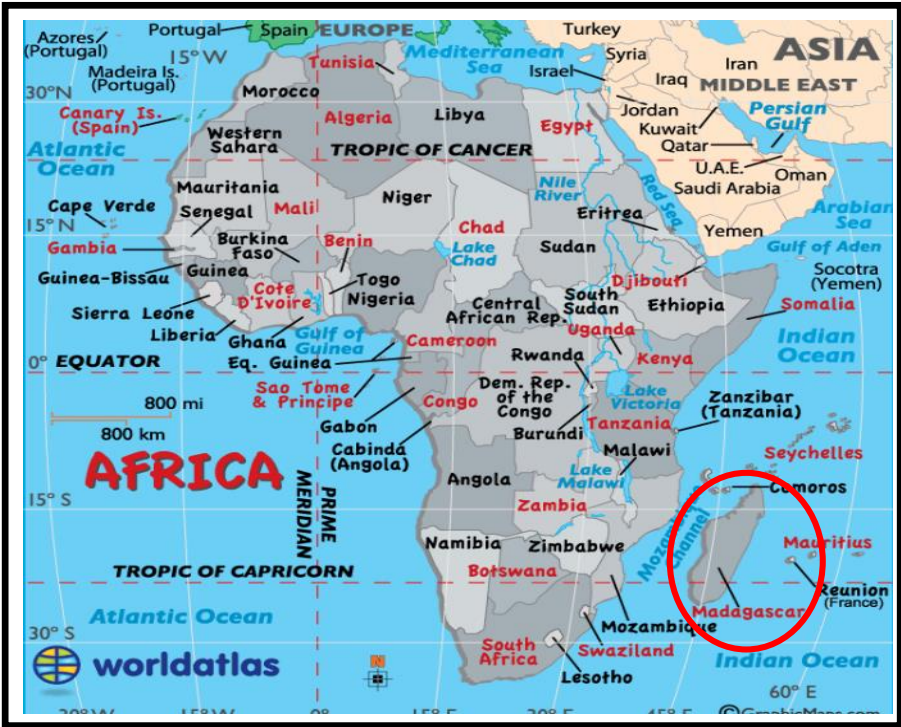 Azores
(Portugal)
Portugal
Spain
EUROPE
Turkey
ASIA
15° W
Mediterranean
Sea
Syria
Iran
Madeira Is.
(Portugal)
Tunisia
Israel
Iraq
MIDDLE EAST
Morocco
30°N
Canary Is.
(Spain)
Algeria
Libya
Egypt
Jordan
Kuwait
Qatar
Persian
Gulf
Western
Sahara
Atlantic
Ocean
TROPIC OF CANCER
U.A.E.
Oman
Saudi Arabia
Mauritania
Mali
Niger
Nile
River
Red Sea
Cape Verde
Senegal
Eritrea
Arabian
Sea
15°N
Chad
Yemen
Gambia
Burkina
Faso
Benin
Lake
Chad
Sudan
Gulf of Aden
Guinea-Bissau
Guinea
Togo
Djibouti
Socotra
(Yemen)
Cote
D'Ivoire
Nigeria
Central
African Rep.
South
Sudan
Ethiopia
Somalia
Sierra Leone
Liberia
Ghana
Gulf of
Guinea
Cameroon
Uganda
Indian
Ocean
0°
EQUATOR
Eq. Guinea
Rwanda
Kenya
Sao Tome
& Principe
Congo
Dem. Rep.
of the
Congo
Lake
Victoria
Zanzibar
(Tanzania)
800 mi
800 km
Gabon
Tanzania
Burundi
Cabinda
(Angola)
Malawi
Seychelles
AFRICA
Angola
Lake
Malawi
Comoros
15° S
PRIME
MERIDIAN
Zambia
Mozambique
Channel
Namibia
Zimbabwe
Mauritius
TROPIC OF CAPRICORN
Botswana
Reunion
(France)
Madagascar
Atlantic Ocean
Mozambique
30° S
South
Africa
Swaziland
worldatlas
N
Lesotho
Indian Ocean
60° E
30° W
15° W
0°
15° E
30° E
45° E
©GraphicMaps.com